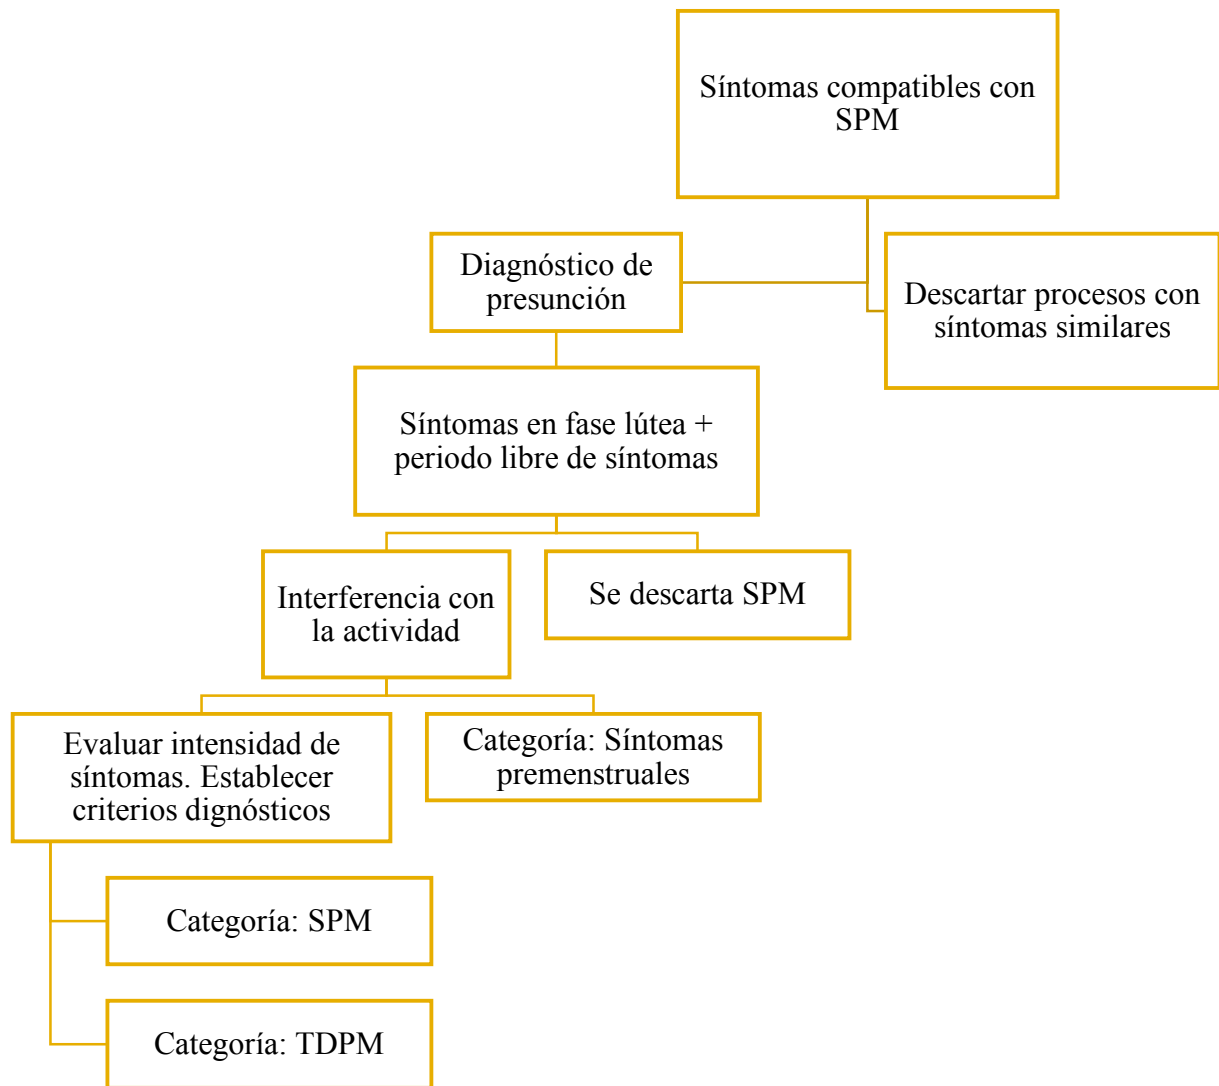 Síntomas compatibles con
SPM
Diagnóstico de
presunción
Descartar procesos con
síntomas similares
Síntomas en fase lútea +
periodo libre de síntomas
Interferencia con
la actividad
Se descarta SPM
Evaluar intensidad de
síntomas. Establecer
criterios dignósticos
Categoría: Síntomas
premenstruales
Categoría: SPM
Categoría: TDPM